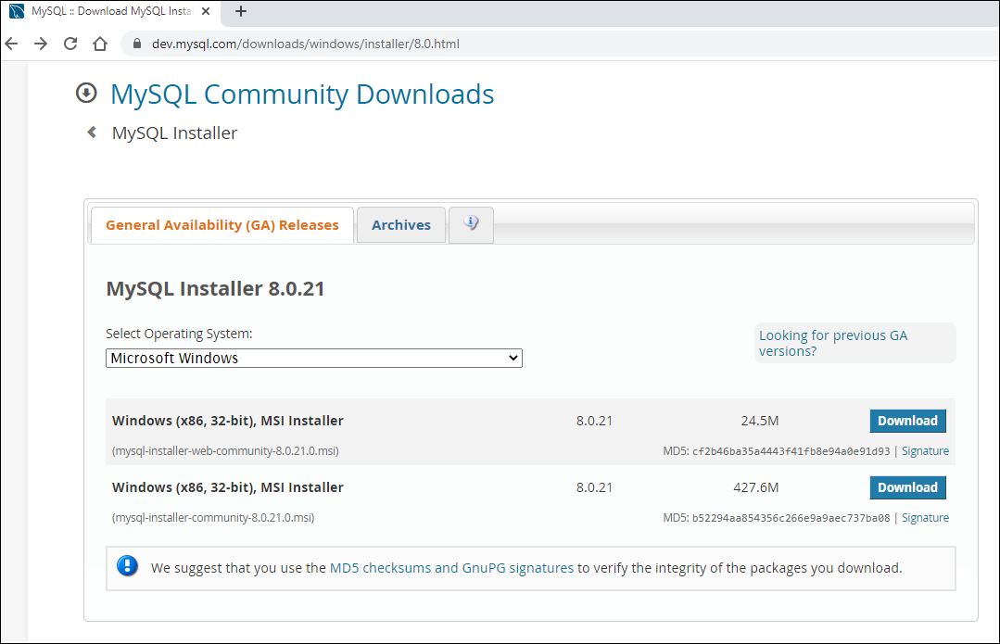 MySQL :: Download MySQL Insta
dev.mysql.com/downloads/windows/installer/8.0.html
MySQL Community Downloads
MySQL Installer
General Availability (GA) Releases
Archives
MySQL Installer 8.0.21
Select Operating System:
Microsoft Windows
Looking for previous GA
versions?
Windows (x86, 32-bit), MSI Installer 8.0.21 24.5M Download
(mysql-installer-web-community-8.0.21.0.msi) MD5: cf2b46ba35a4443f41fb8e94a0e91d93 | Signature
Windows (x86, 32-bit), MSI Installer 8.0.21 427.6M Download
(mysql-installer-community-8.0.21.0.msi) MD5: b52294aa854356c266e9a9aec737ba08 | Signature
We suggest that you use the MD5 checksums and GnuPG signatures to verify the integrity of the packages you download.